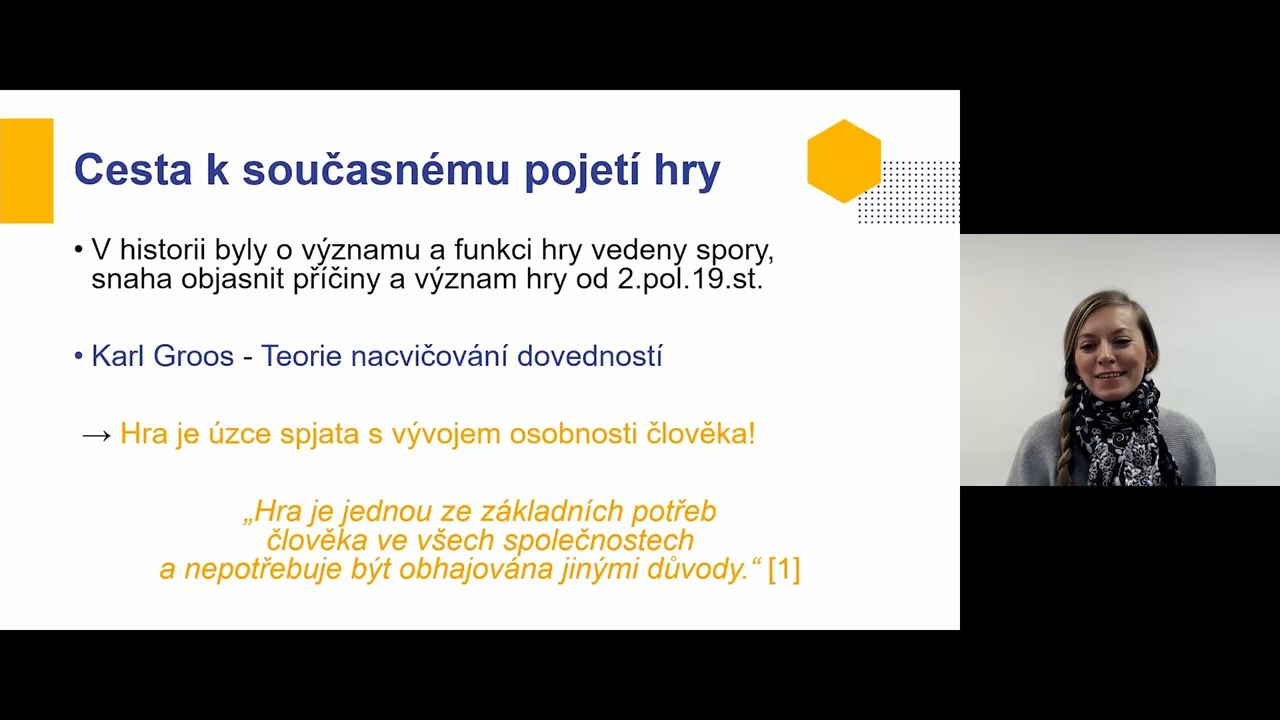 Cesta k současnému pojetí hry
• V historii byly o významu a funkci hry vedeny spory,
snaha objasnit příčiny a význam hry od 2.pol.19.st.
• Karl Groos - Teorie nacvičování dovedností
→ Hra je úzce spjata s vývojem osobnosti člověka!
„Hra je jednou ze základních potřeb
člověka ve všech společnostech
a nepotřebuje být obhajována jinými důvody.“ [1]